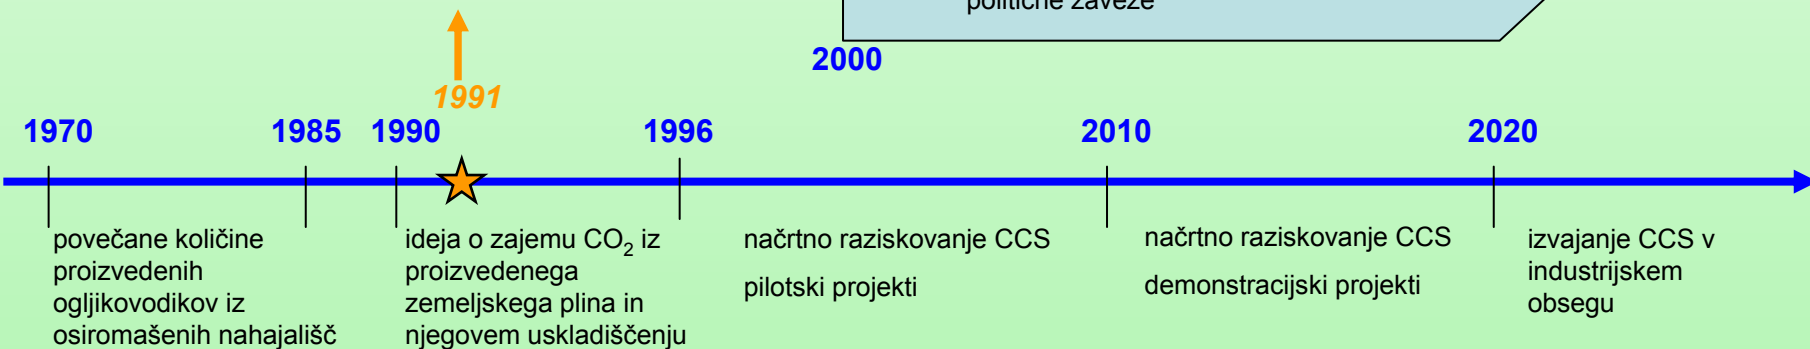 politične zaveze
2000
1991
1970
1985
1990
1996
2010
2020
povečane količine
proizvedenih
ogljikovodikov iz
osiromašenih nahajališč
ideja o zajemu CO₂ iz
proizvedenega
zemeljskega plina in
njegovem uskladiščenju
načrtno raziskovanje CCS
pilotski projekti
načrtno raziskovanje CCS
demonstracijski projekti
izvajanje CCS v
industrijskem
obsegu